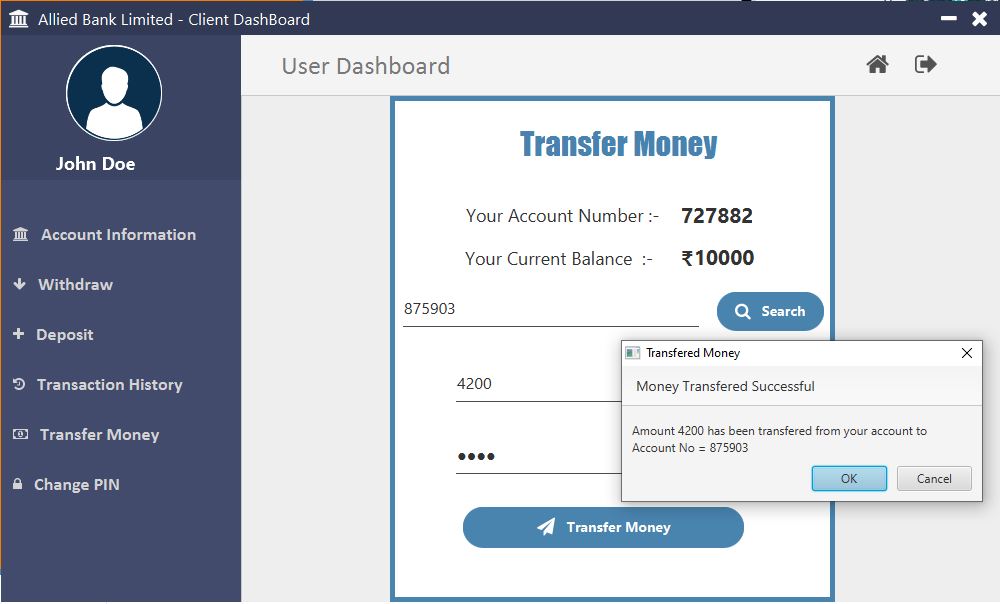 Allied Bank Limited - Client DashBoard
User Dashboard
John Doe
Account Information
Withdraw
Deposit
Transaction History
Transfer Money
Change PIN
Transfer Money
Your Account Number :- 727882
Your Current Balance :- ₹10000
875903
Search
4200
••••
Transfer Money
Transfered Money
Money Transfered Successful
Amount 4200 has been transfered from your account to
Account No = 875903
OK Cancel